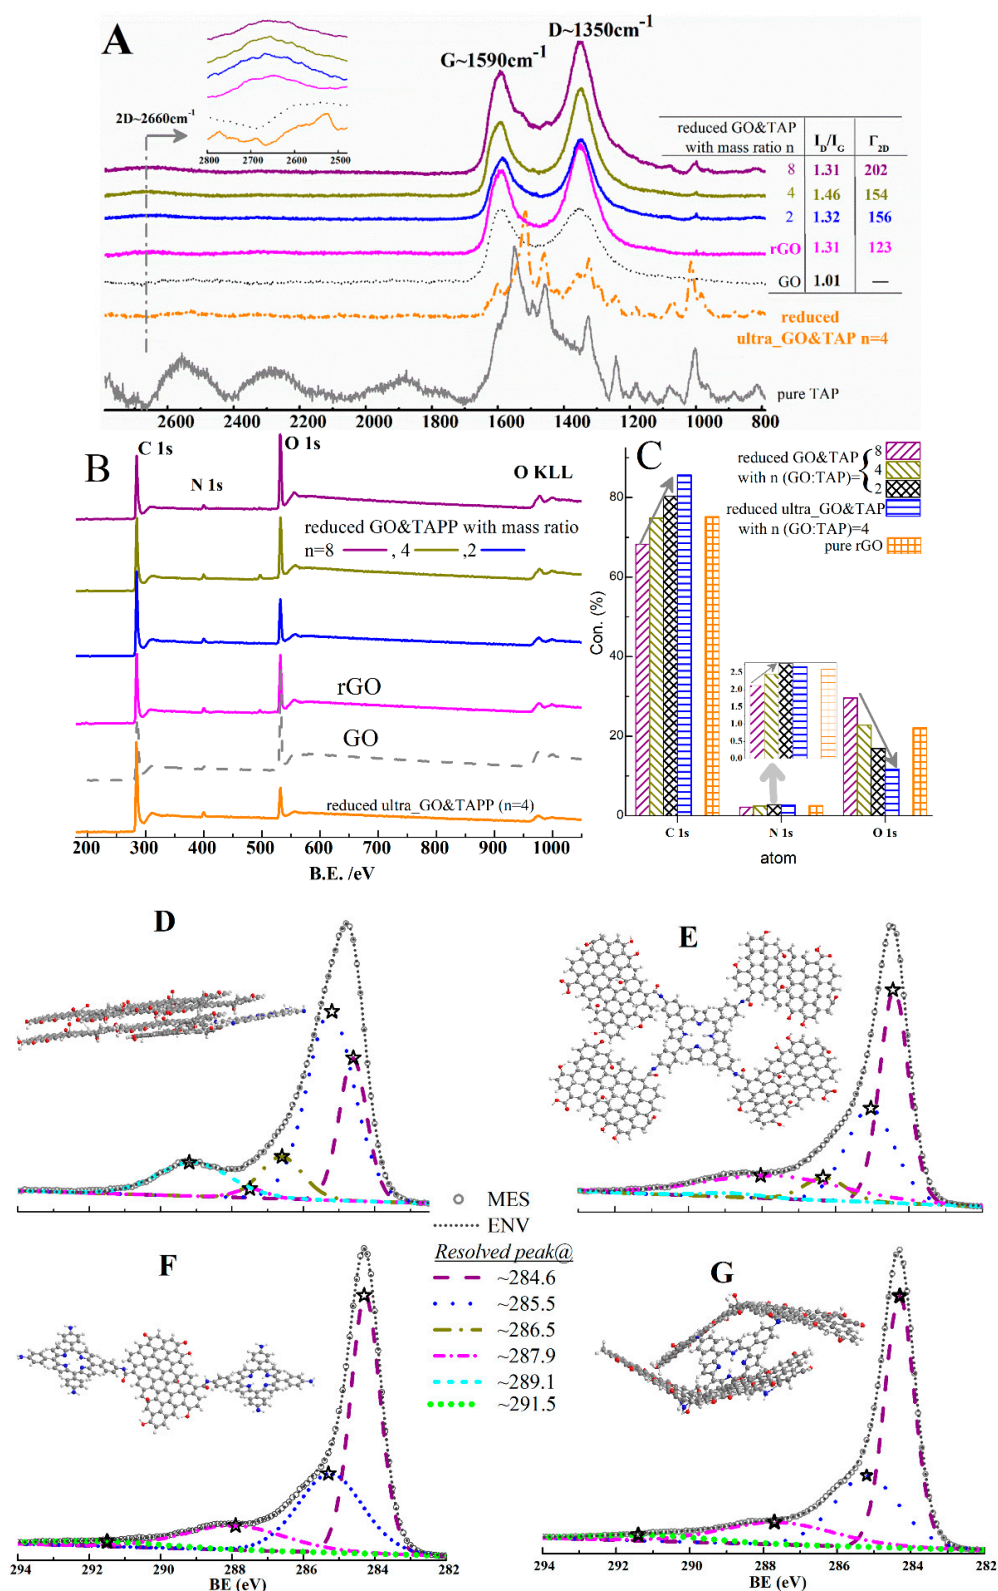 A
D~1350cm-1
G~1590cm-1
2D~2660cm-1
2800 2700 2600 2500
reduced GO&TAP
with mass ratio n
ID/IG
Γ2D
8 1.31 202
4 1.46 154
2 1.32 156
rGO 1.31 123
GO 1.01 —
reduced
ultra_GO&TAP n=4
pure TAP
2600 2400 2200 2000 1800 1600 1400 1200 1000 800
B
C 1s
O 1s
N 1s
O KLL
reduced GO&TAPP with mass ratio
n=8 , 4 ,2
rGO
GO
reduced ultra_GO&TAPP (n=4)
200 300 400 500 600 700 800 900 1000
B.E. /eV
C
reduced GO&TAP
with n (GO:TAP)=
{
8
4
2
reduced ultra_GO&TAP
with n (GO:TAP)=4
pure rGO
Con. (%)
80
60
40
20
0
2.5
2.0
1.5
1.0
0.5
0.0
C 1s N 1s O 1s
atom
D
E
MES
ENV
Resolved peak@
~284.6
~285.5
~286.5
~287.9
~289.1
~291.5
F
G
294 292 290 288 286 284 282
BE (eV)
294 292 290 288 286 284 282
BE (eV)